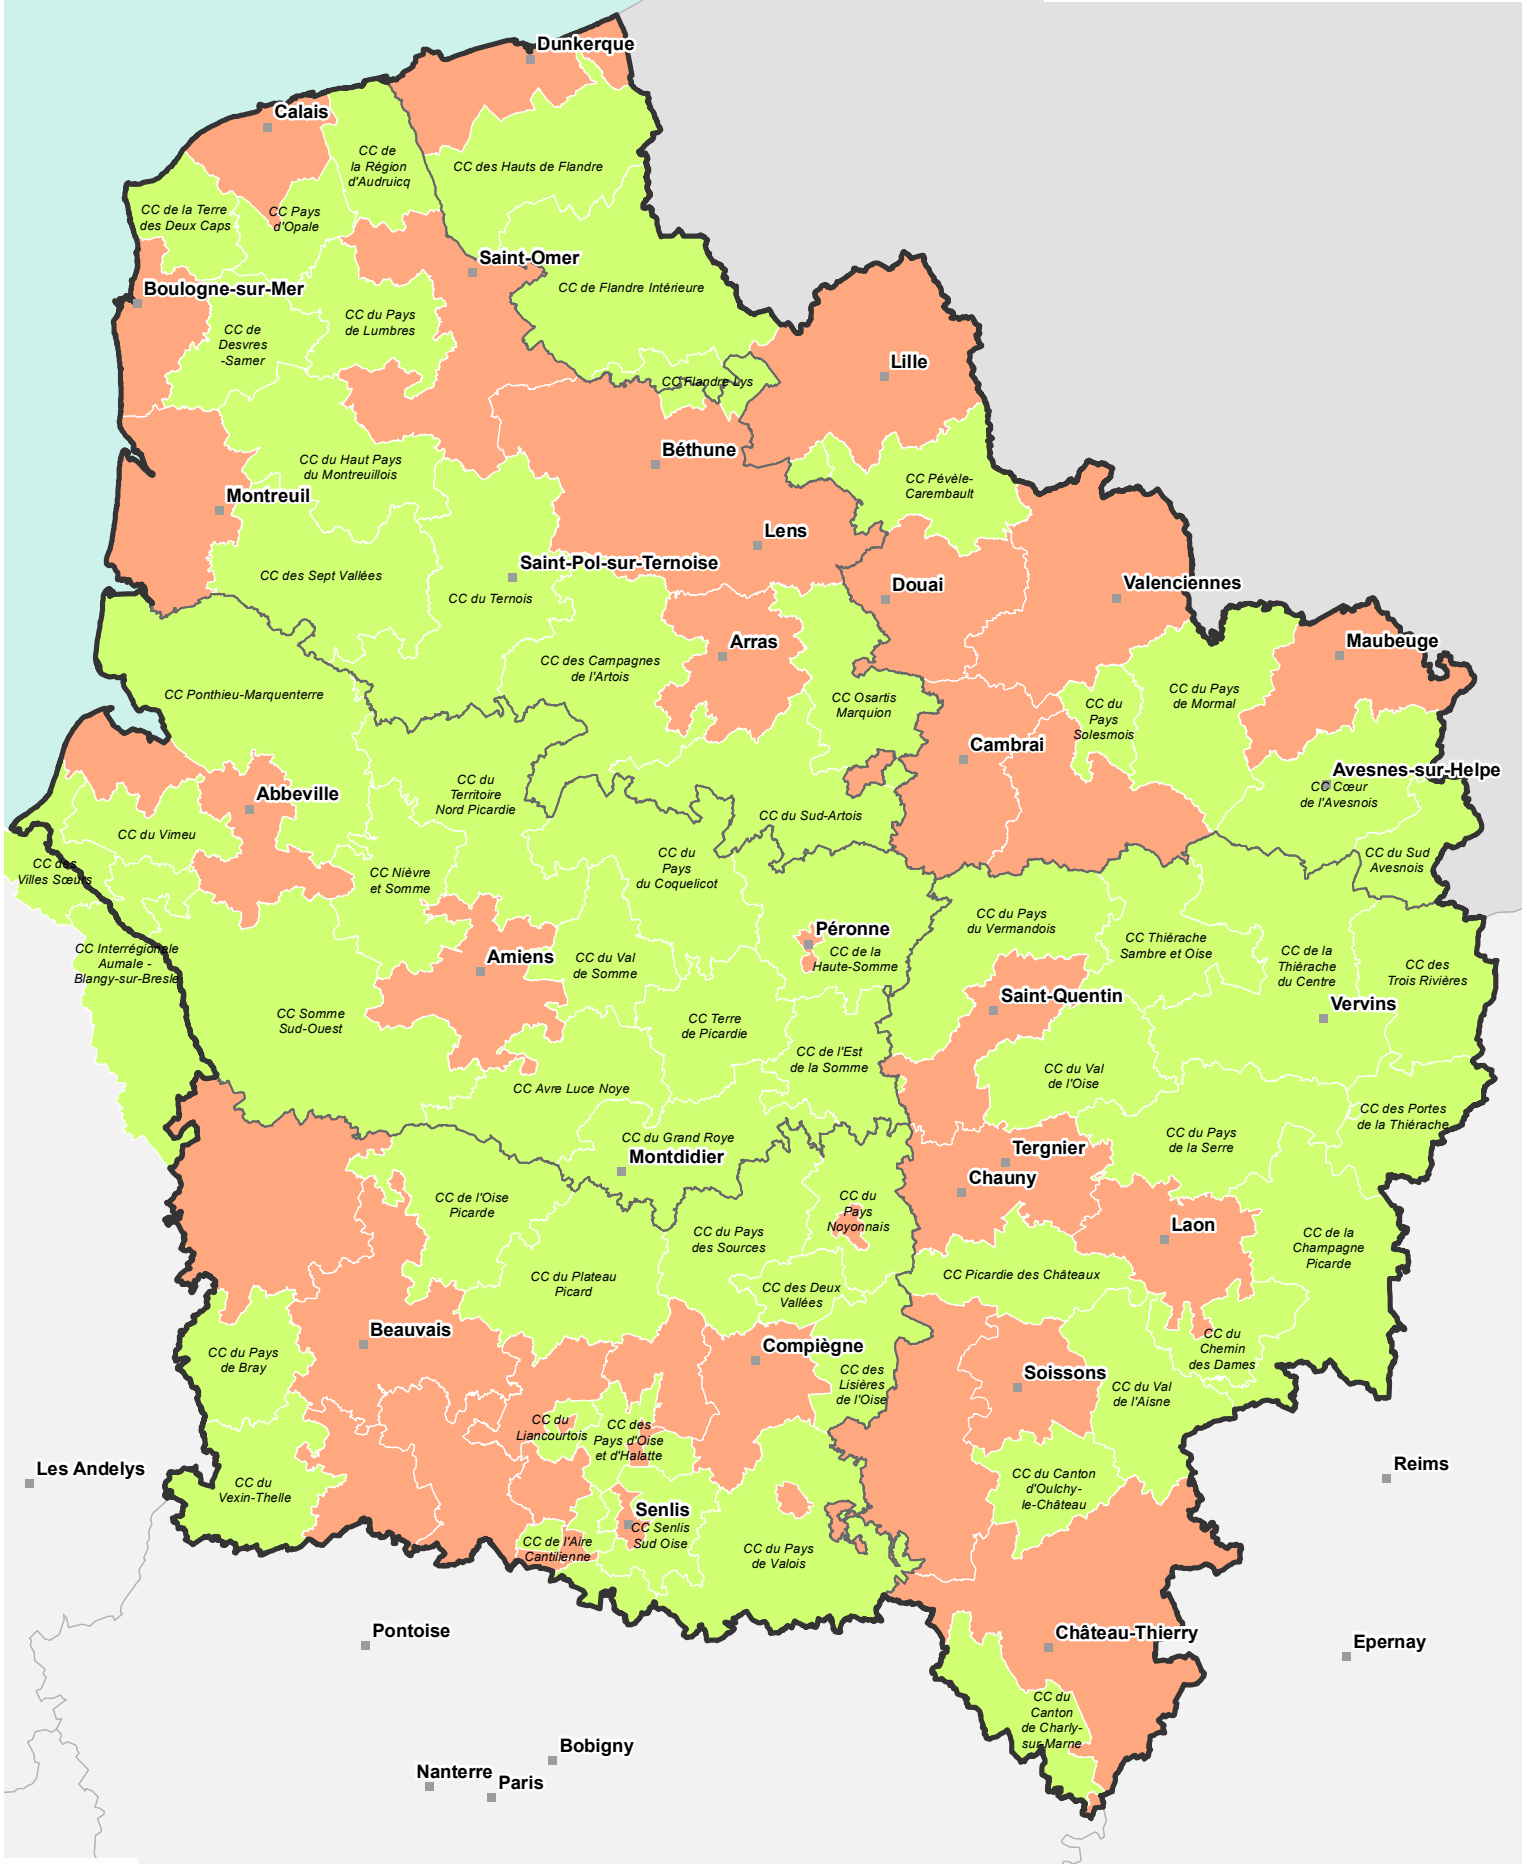 Dunkerque
Calais
CC de
la Région
d'Audruicq
CC des Hauts de Flandre
CC de la Terre
des Deux Caps
CC Pays
d'Opale
Saint-Omer
Boulogne-sur-Mer
CC de Flandre Intérieure
CC de
Desvres
-Samer
CC du Pays
de Lumbres
Lille
CC Flandre Lys
Béthune
CC du Haut Pays
du Montreuillois
CC Pévèle-
Carembault
Montreuil
Lens
Saint-Pol-sur-Ternoise
CC des Sept Vallées
CC du Ternois
Douai
Valenciennes
Arras
Maubeuge
CC des Campagnes
de l'Artois
CC Ponthieu-Marquenterre
CC Osartis
Marquion
CC du
Pays
Solesmois
CC du Pays
de Mormal
Cambrai
Avesnes-sur-Helpe
CC Cœur
de l'Avesnois
CC du
Territoire
Nord Picardie
Abbeville
CC du Vimeu
CC du Sud-Artois
CC des
Villes Sœurs
CC Nièvre
et Somme
CC du
Pays
du Coquelicot
CC du Sud
Avesnois
CC du Pays
du Vermandois
Péronne
CC de la
Haute-Somme
CC Interrégionale
Aumale -
Blangy-sur-Bresle
Amiens
CC du Val
de Somme
CC Thiérache
Sambre et Oise
CC de la
Thiérache
du Centre
CC des
Trois Rivières
Saint-Quentin
Vervins
CC Somme
Sud-Ouest
CC Terre
de Picardie
CC de l'Est
de la Somme
CC du Val
de l'Oise
CC Avre Luce Noye
CC des Portes
de la Thiérache
CC du Grand Roye
Montdidier
Tergnier
CC du Pays
de la Serre
Chauny
CC de l'Oise
Picarde
CC du
Pays
Noyonnais
Laon
CC du Pays
des Sources
CC de la
Champagne
Picarde
CC du Plateau
Picard
CC des Deux
Vallées
CC Picardie des Châteaux
Beauvais
Compiègne
CC du
Chemin
des Dames
CC du Pays
de Bray
CC des
Lisières
de l'Oise
Soissons
CC du Val
de l'Aisne
CC du
Liancourtois
CC des
Pays d'Oise
et d'Halatte
Les Andelys
CC du
Vexin-Thelle
CC du Canton
d'Oulchy-
le-Château
Reims
Senlis
CC Senlis
Sud Oise
CC de l'Aire
Cantilienne
CC du Pays
de Valois
Pontoise
Château-Thierry
Epernay
CC du
Canton
de Charly-
sur-Marne
Bobigny
Nanterre
Paris